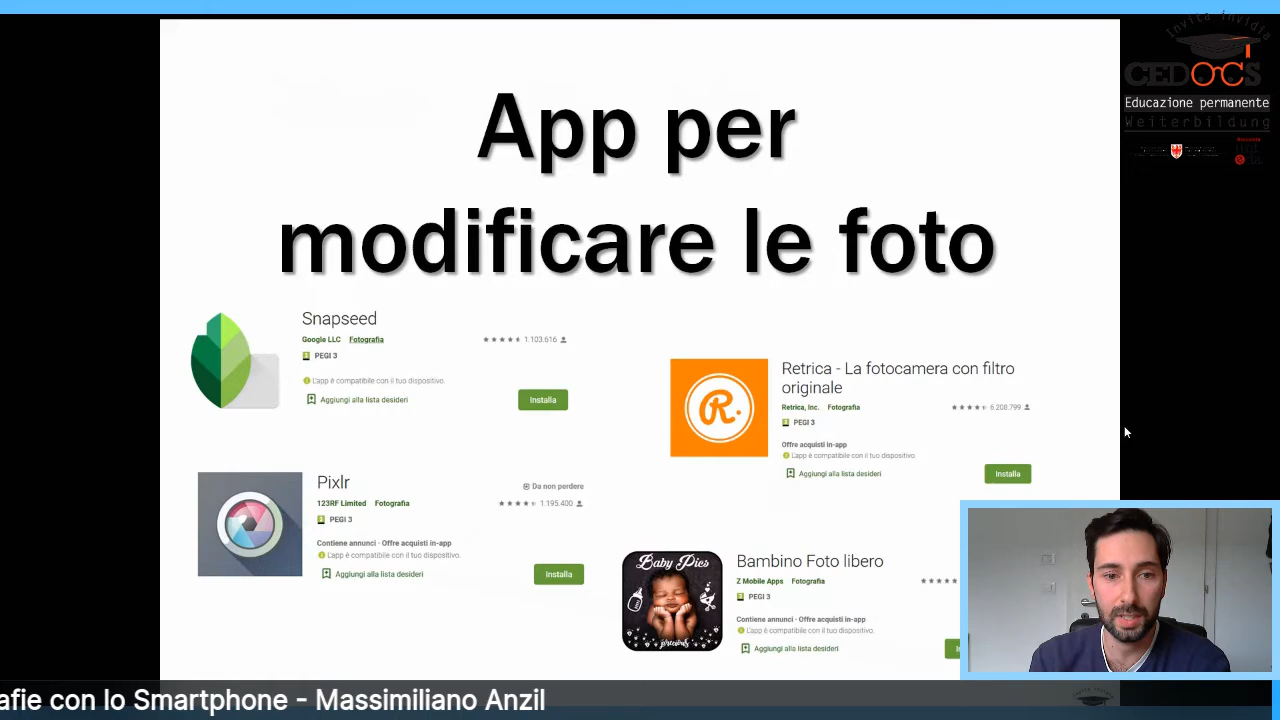 App per
modificare le foto
Snapseed
Google LLC Fotografia
1.103.616
PEGI 3
L'app è compatibile con il tuo dispositivo.
Aggiungi alla lista desideri
Installa
Retrica - La fotocamera con filtro
originale
Retrica, Inc. Fotografia
6.208.799
PEGI 3
Offre acquisti in-app
L'app è compatibile con il tuo dispositivo.
Aggiungi alla lista desideri
Installa
Pixlr
Da non perdere
123RF Limited Fotografia
1.195.400
PEGI 3
Contiene annunci · Offre acquisti in-app
L'app è compatibile con il tuo dispositivo.
Aggiungi alla lista desideri
Installa
Baby Pics
precious
Bambino Foto libero
Z Mobile Apps Fotografia
PEGI 3
Contiene annunci · Offre acquisti in-app
L'app è compatibile con il tuo dispositivo.
Aggiungi alla lista desideri
Invita invidia
CEDOCS
Educazione permanente
Weiterbildung
afie con lo Smartphone - Massimiliano Anzil